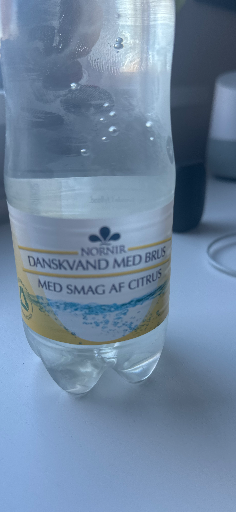 NORNIR
DANSKVAND MED BRUS
MED SMAG AF CITRUS